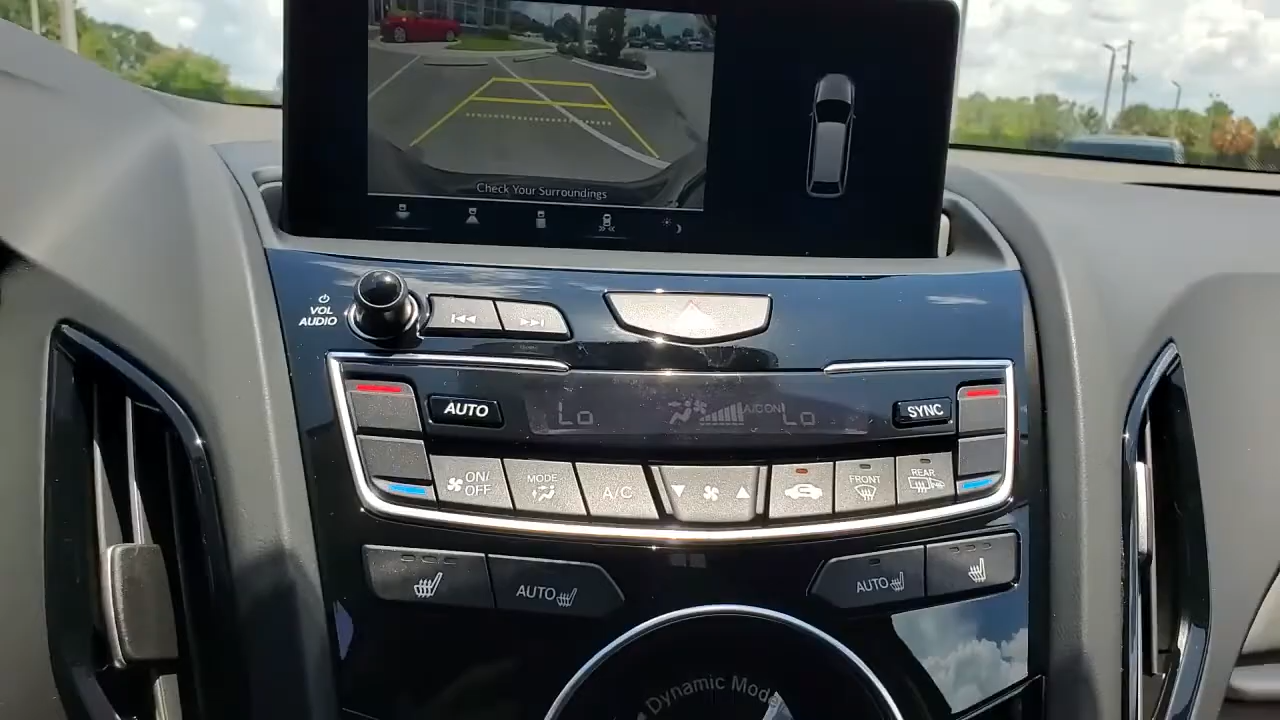 Check Your Surroundings
VOL
AUDIO
AUTO
Lo
A/C ON
Lo
SYNC
ON/
OFF
MODE
A/C
FRONT
REAR
AUTO
AUTO
Dynamic Mode